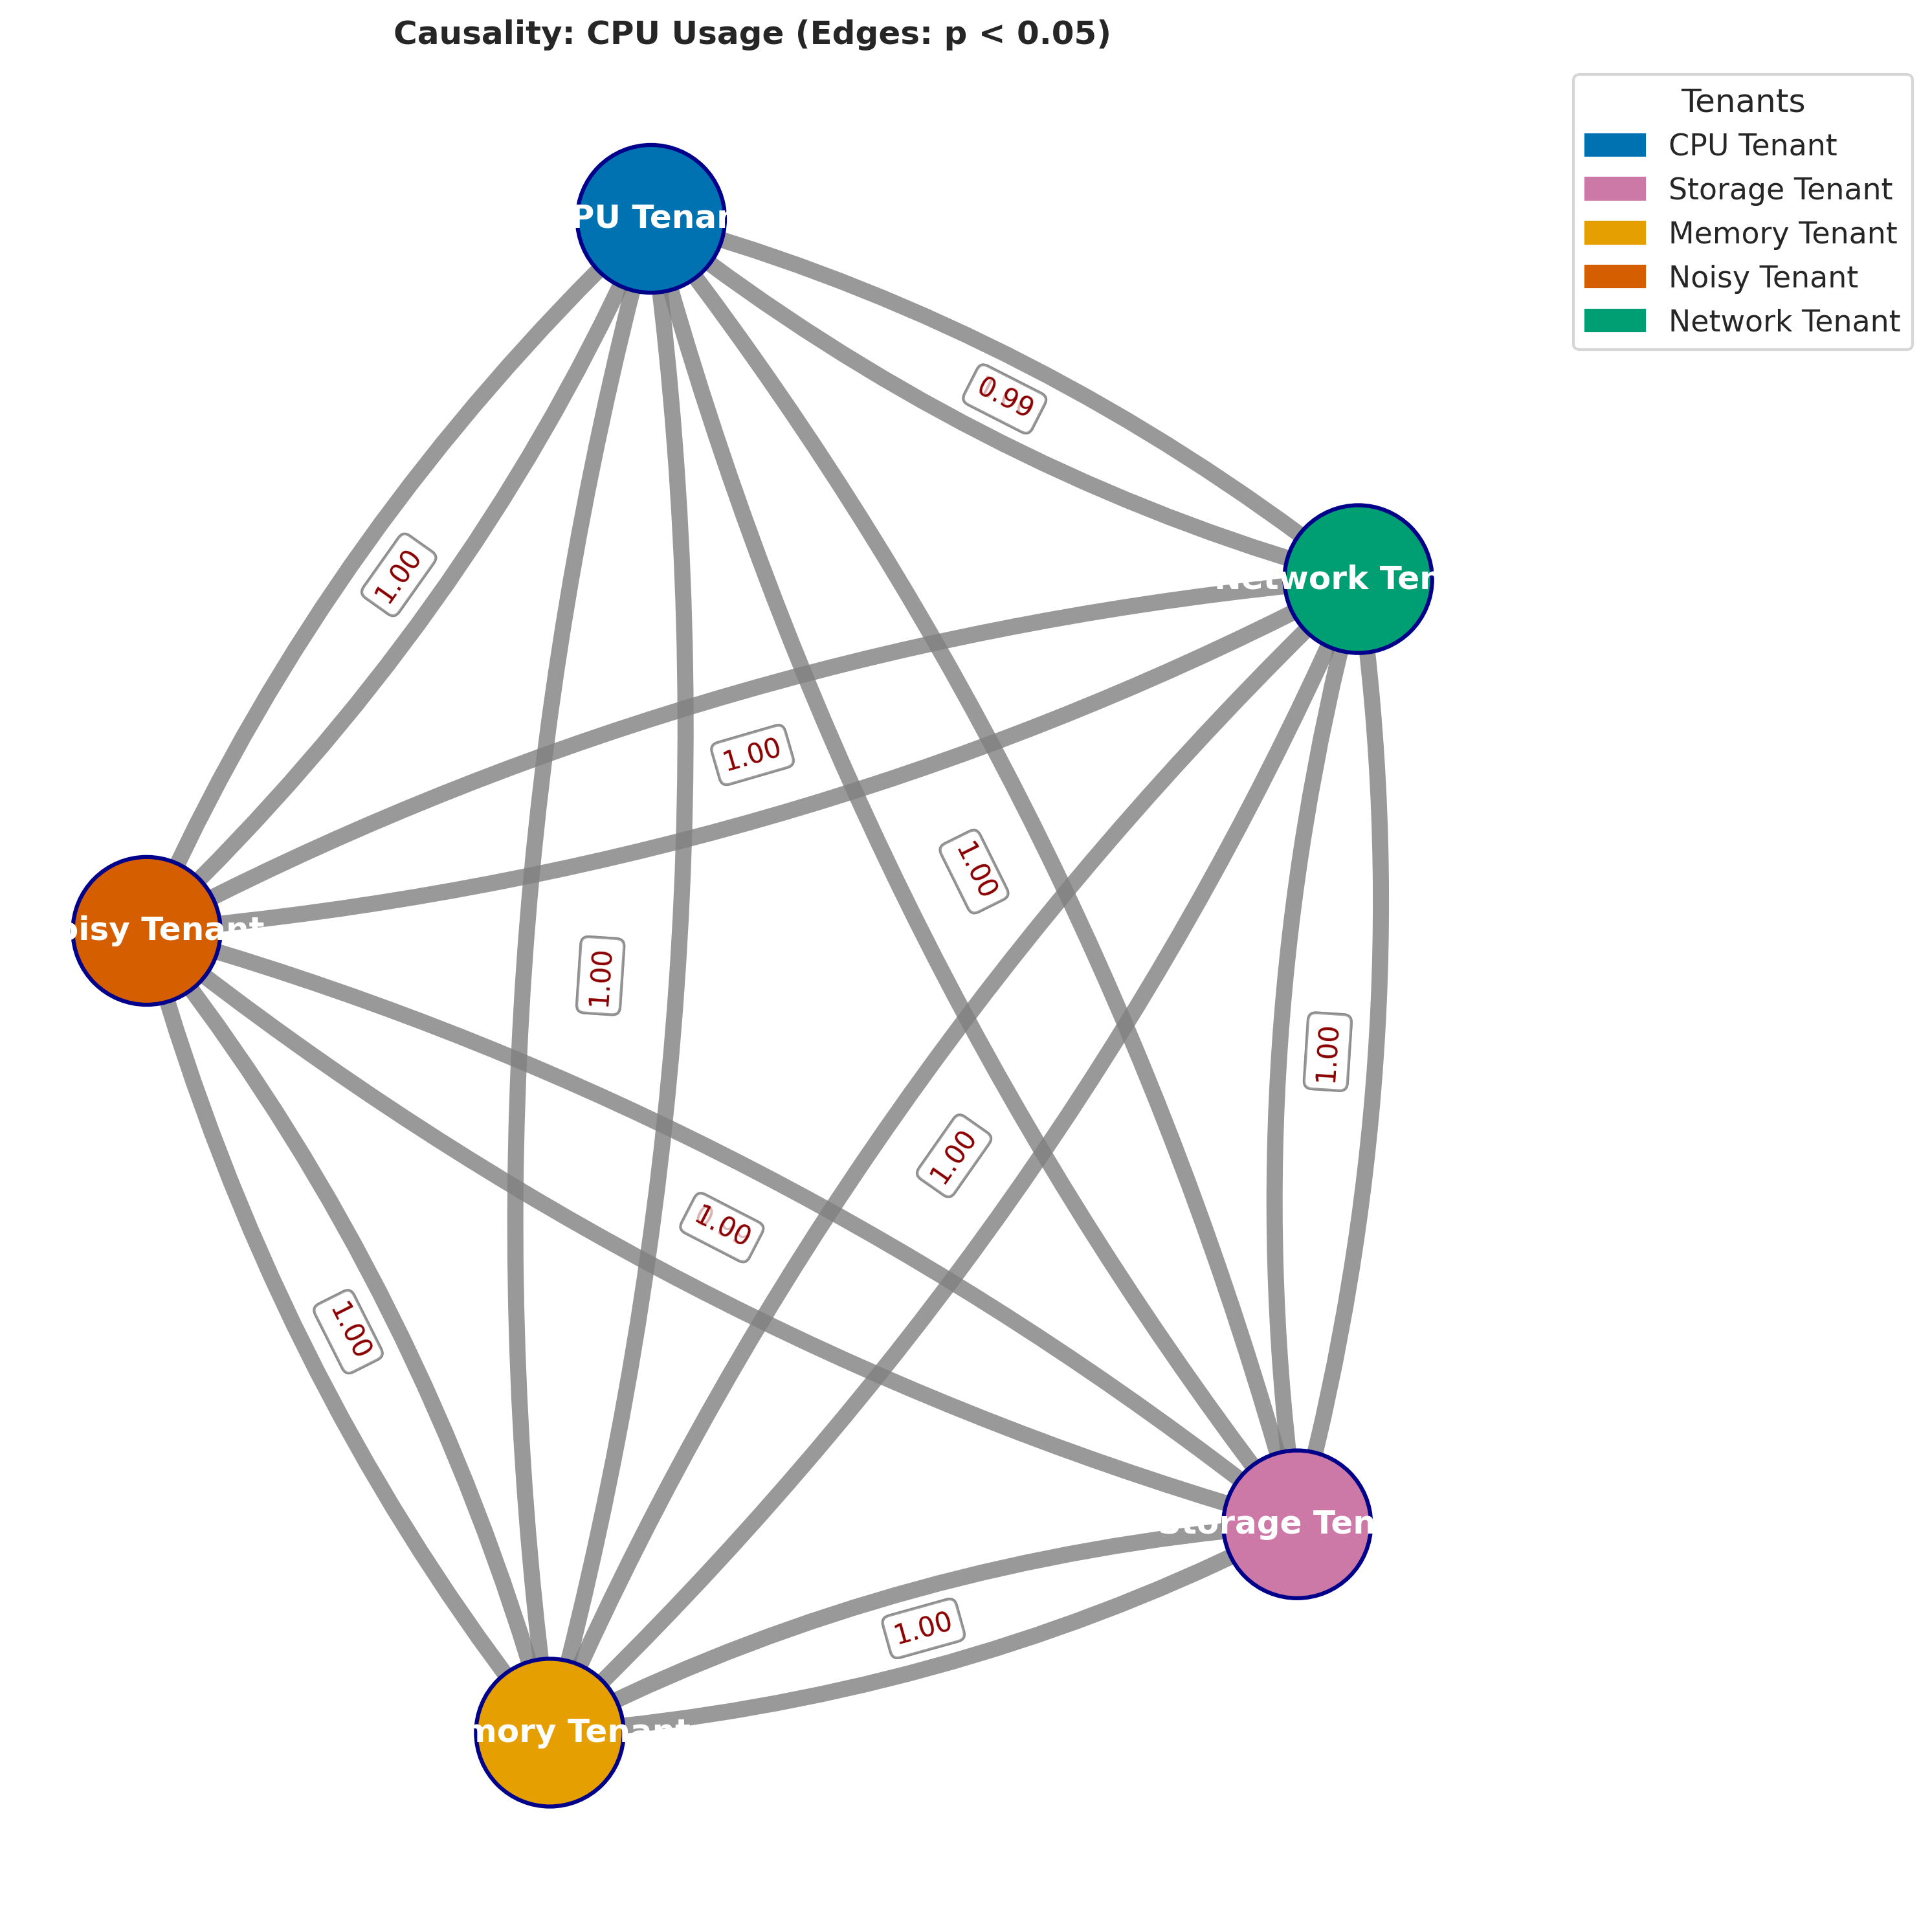 Causality: CPU Usage (Edges: p < 0.05)
Tenants
CPU Tenant
Storage Tenant
Memory Tenant
Noisy Tenant
Network Tenant
PU Tenan
0.99
1.00
work Ten
1.00
1.00
oisy Tenant
1.00
1.00
1.00
1.00
1.00
Storage Ten
1.00
mory Tenant